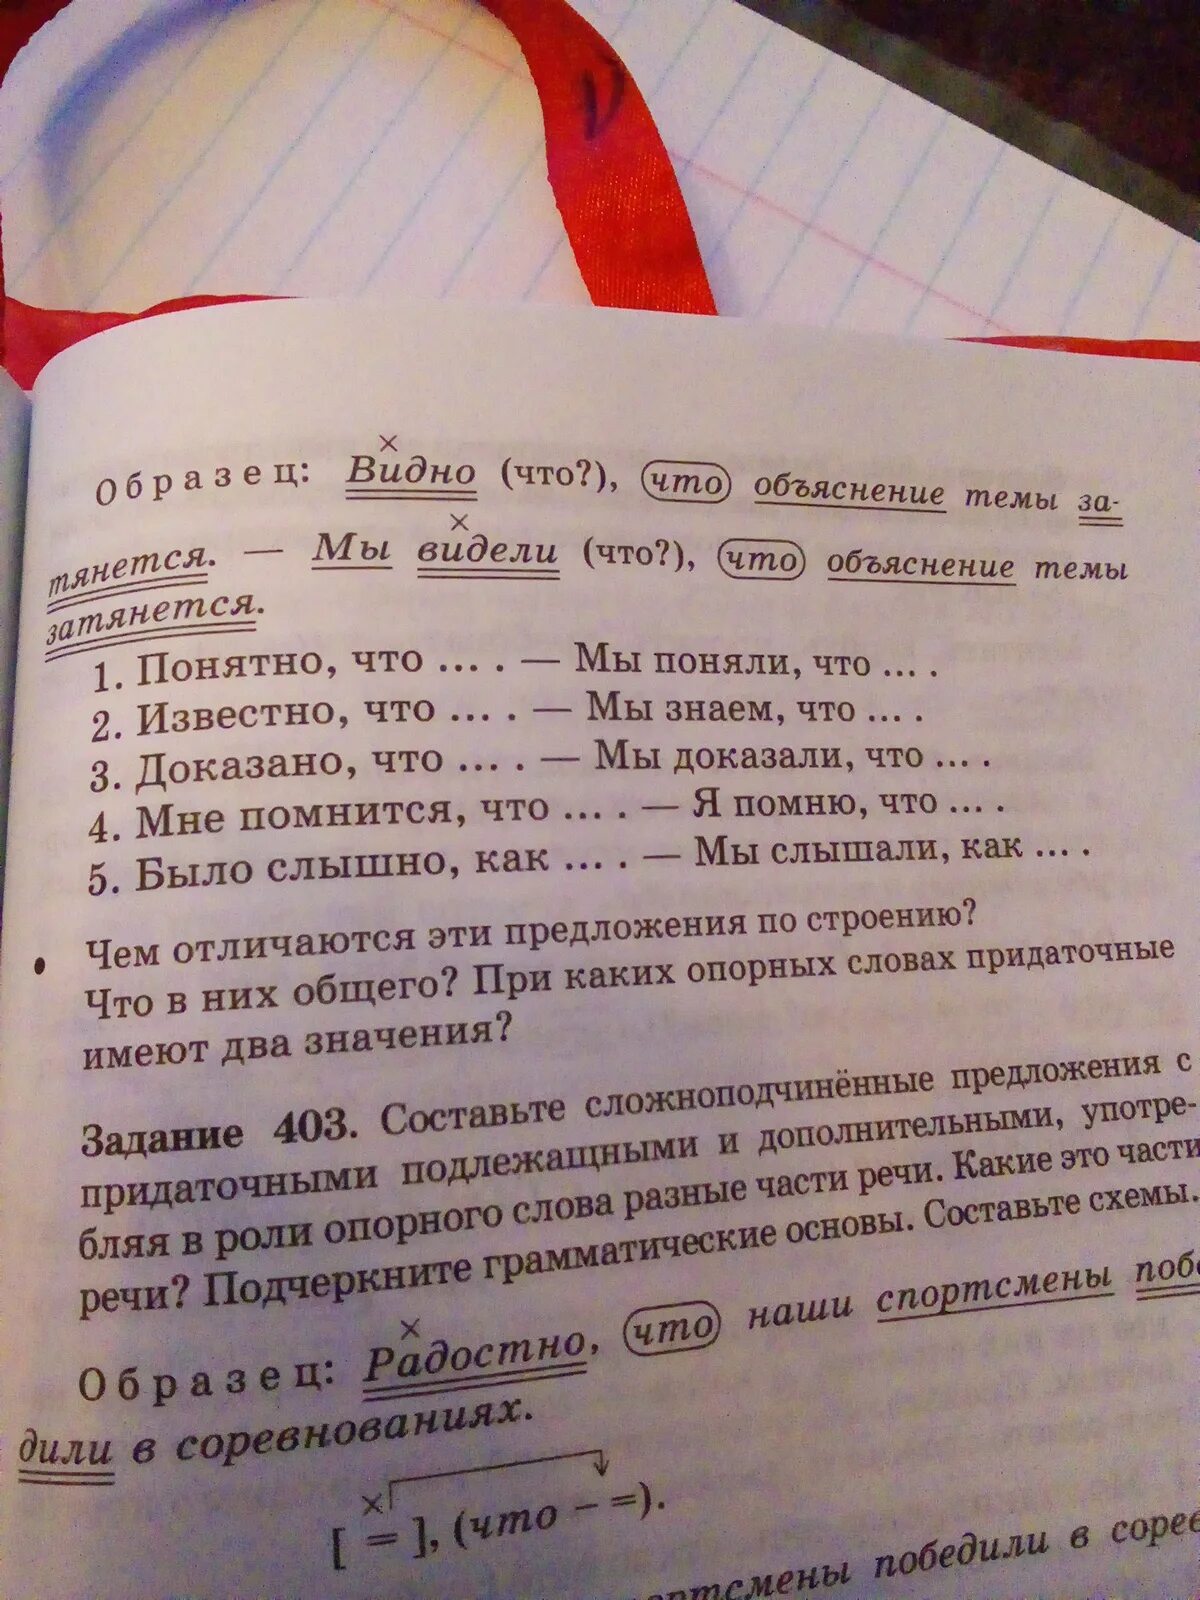 Образец: Видно (что?), что объяснение темы за-
тянется. — Мы видели (что?), что объяснение темы
затянется.
1. Понятно, что ... . — Мы поняли, что ... .
2. Известно, что ... . — Мы знаем, что ... .
3. Доказано, что ... . — Мы доказали, что ... .
4. Мне помнится, что ... . — Я помню, что ... .
5. Было слышно, как ... . — Мы слышали, как ... .
• Чем отличаются эти предложения по строению?
Что в них общего? При каких опорных словах придаточные
имеют два значения?
Задание 403. Составьте сложноподчинённые предложения с
придаточными подлежащными и дополнительными, употре-
бляя в роли опорного слова разные части речи. Какие это части
речи? Подчеркните грамматические основы. Составьте схемы.
Образец: Радостно, что наши спортсмены побе
дили в соревнованиях.
[ = ], (что – =).
ортсмены победили в сорев